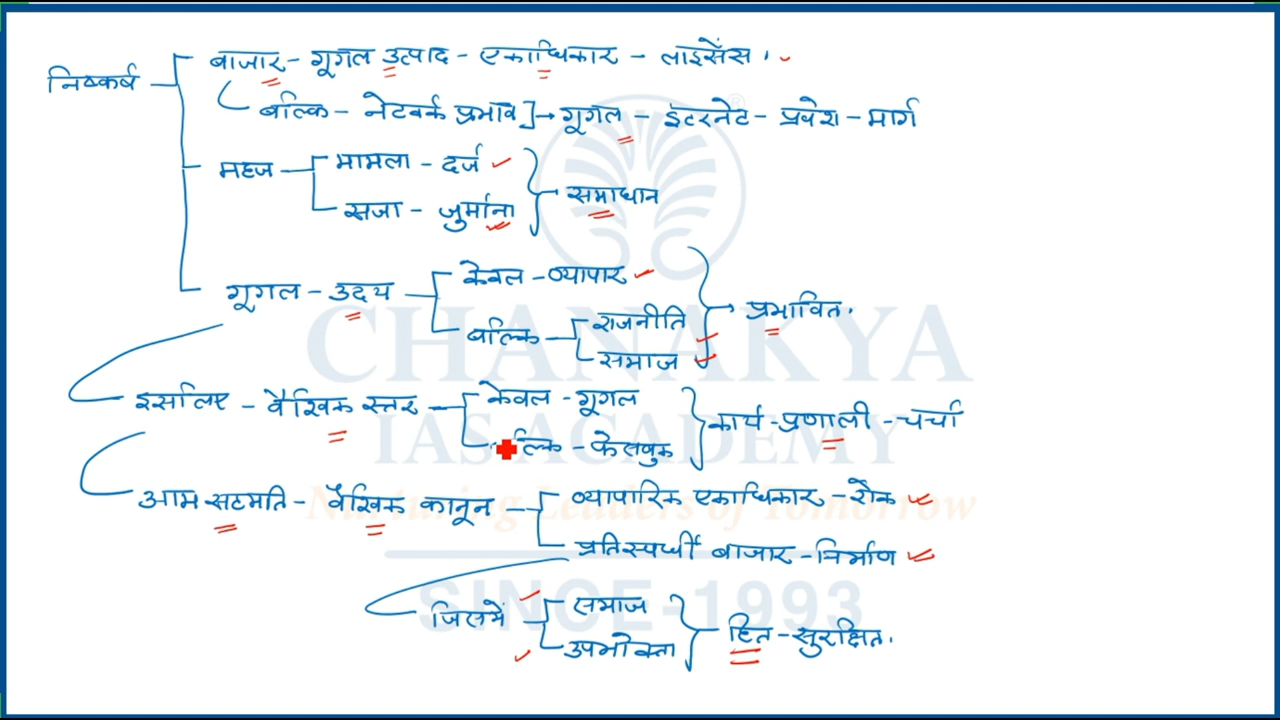 बाजार - गूगल उत्पाद - एकाधिकार - लाइसेंस ।
निष्कर्ष
बल्कि - नेटवर्क प्रभाव ] → गूगल - इंटरनेट - प्रवेश - मार्ग
महज
मामला - दर्ज
सजा - जुर्माना
समाधान
गूगल - उदय
केवल - व्यापार
बल्कि
राजनीति
समाज
प्रभावित.
CHANAKYA
इसलिए - वैश्विक स्तर
केवल - गूगल
ल्कि - फेसबुक
कार्य - प्रणाली - चर्चा
IAS ACADEMY
आम सहमति - वैश्विक कानून
व्यापारिक एकाधिकार - रोक
Nurturing Leaders of Tomorrow
प्रतिस्पर्धी बाजार - निर्माण
SINCE - 1993
जिसमें
समाज
उपभोक्ता
हित - सुरक्षित.